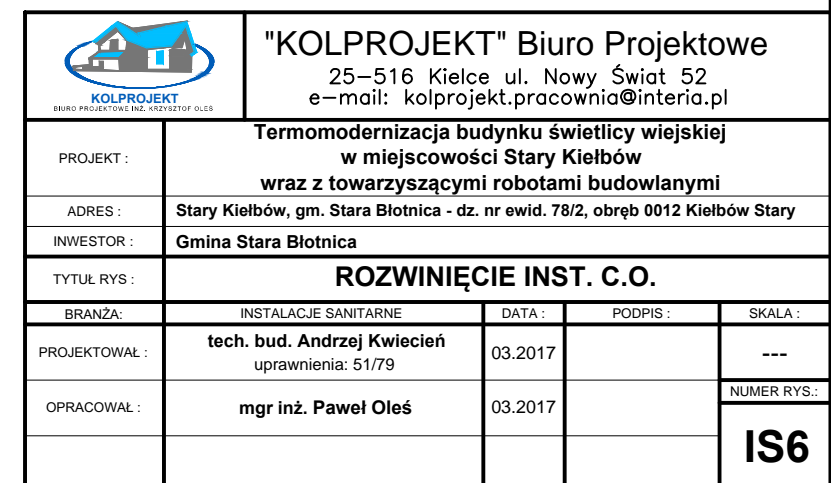 KOLPROJEKT
BIURO PROJEKTOWE INŻ. KRZYSZTOF OLEŚ
"KOLPROJEKT" Biuro Projektowe
25-516 Kielce ul. Nowy Świat 52
e-mail: kolprojekt.pracownia@interia.pl
PROJEKT :
Termomodernizacja budynku świetlicy wiejskiej
w miejscowości Stary Kiełbów
wraz z towarzyszącymi robotami budowlanymi
ADRES :
Stary Kiełbów, gm. Stara Błotnica - dz. nr ewid. 78/2, obręb 0012 Kiełbów Stary
INWESTOR :
Gmina Stara Błotnica
TYTUŁ RYS :
ROZWINIĘCIE INST. C.O.
BRANŻA:
INSTALACJE SANITARNE
DATA :
PODPIS :
SKALA :
PROJEKTOWAŁ :
tech. bud. Andrzej Kwiecień
uprawnienia: 51/79
03.2017
---
OPRACOWAŁ :
mgr inż. Paweł Oleś
03.2017
NUMER RYS.:
IS6